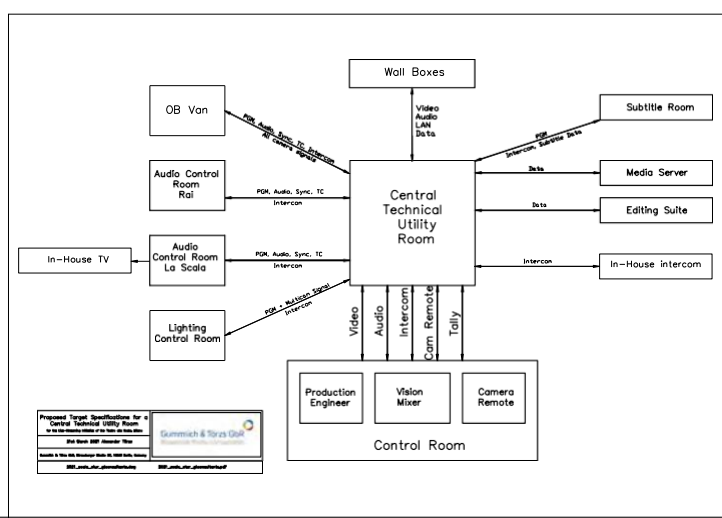 Wall Boxes
OB Van
Subtitle Room
Video
Audio
LAN
Data
PGM, Audio, Sync, TC, Intercom
All camera signals
PGM
Intercom, Subtitle Data
Audio Control
Room
Rai
PGM, Audio, Sync, TC
Intercom
Central
Technical
Utility
Room
Data
Media Server
Data
Editing Suite
In-House TV
Audio
Control Room
La Scala
PGM, Audio, Sync, TC
Intercom
Intercom
In-House intercom
Lighting
Control Room
PGM + Multicam Signal
Intercom
Video
Audio
Intercom
Cam Remote
Tally
Production
Engineer
Vision
Mixer
Camera
Remote
Control Room
Proposed Target Specifications for a
Central Technical Utility Room
Gummich & Törzs GbR